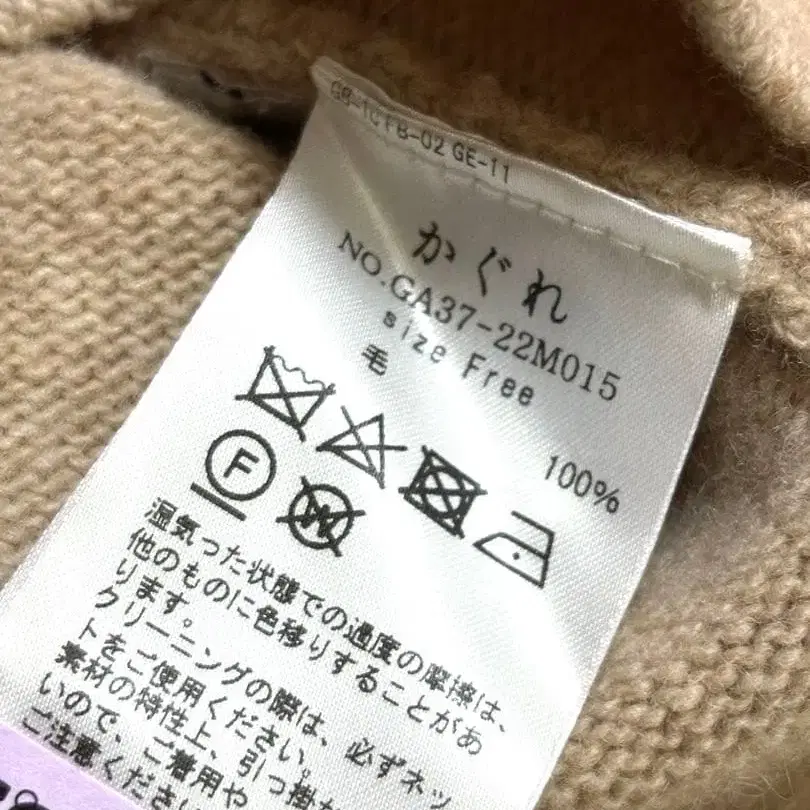 GE-11
かぐれ
NO.GA37-22M015
size Free
毛 100%
F
W
湿気った状態での過度の摩擦は、
他のものに色移りすることがあ
ります。
クリーニングの際は、必ずネッ
トをご使用ください。
素材の特性上、引っ掛か
いので、ご着用や
ご注意くださ